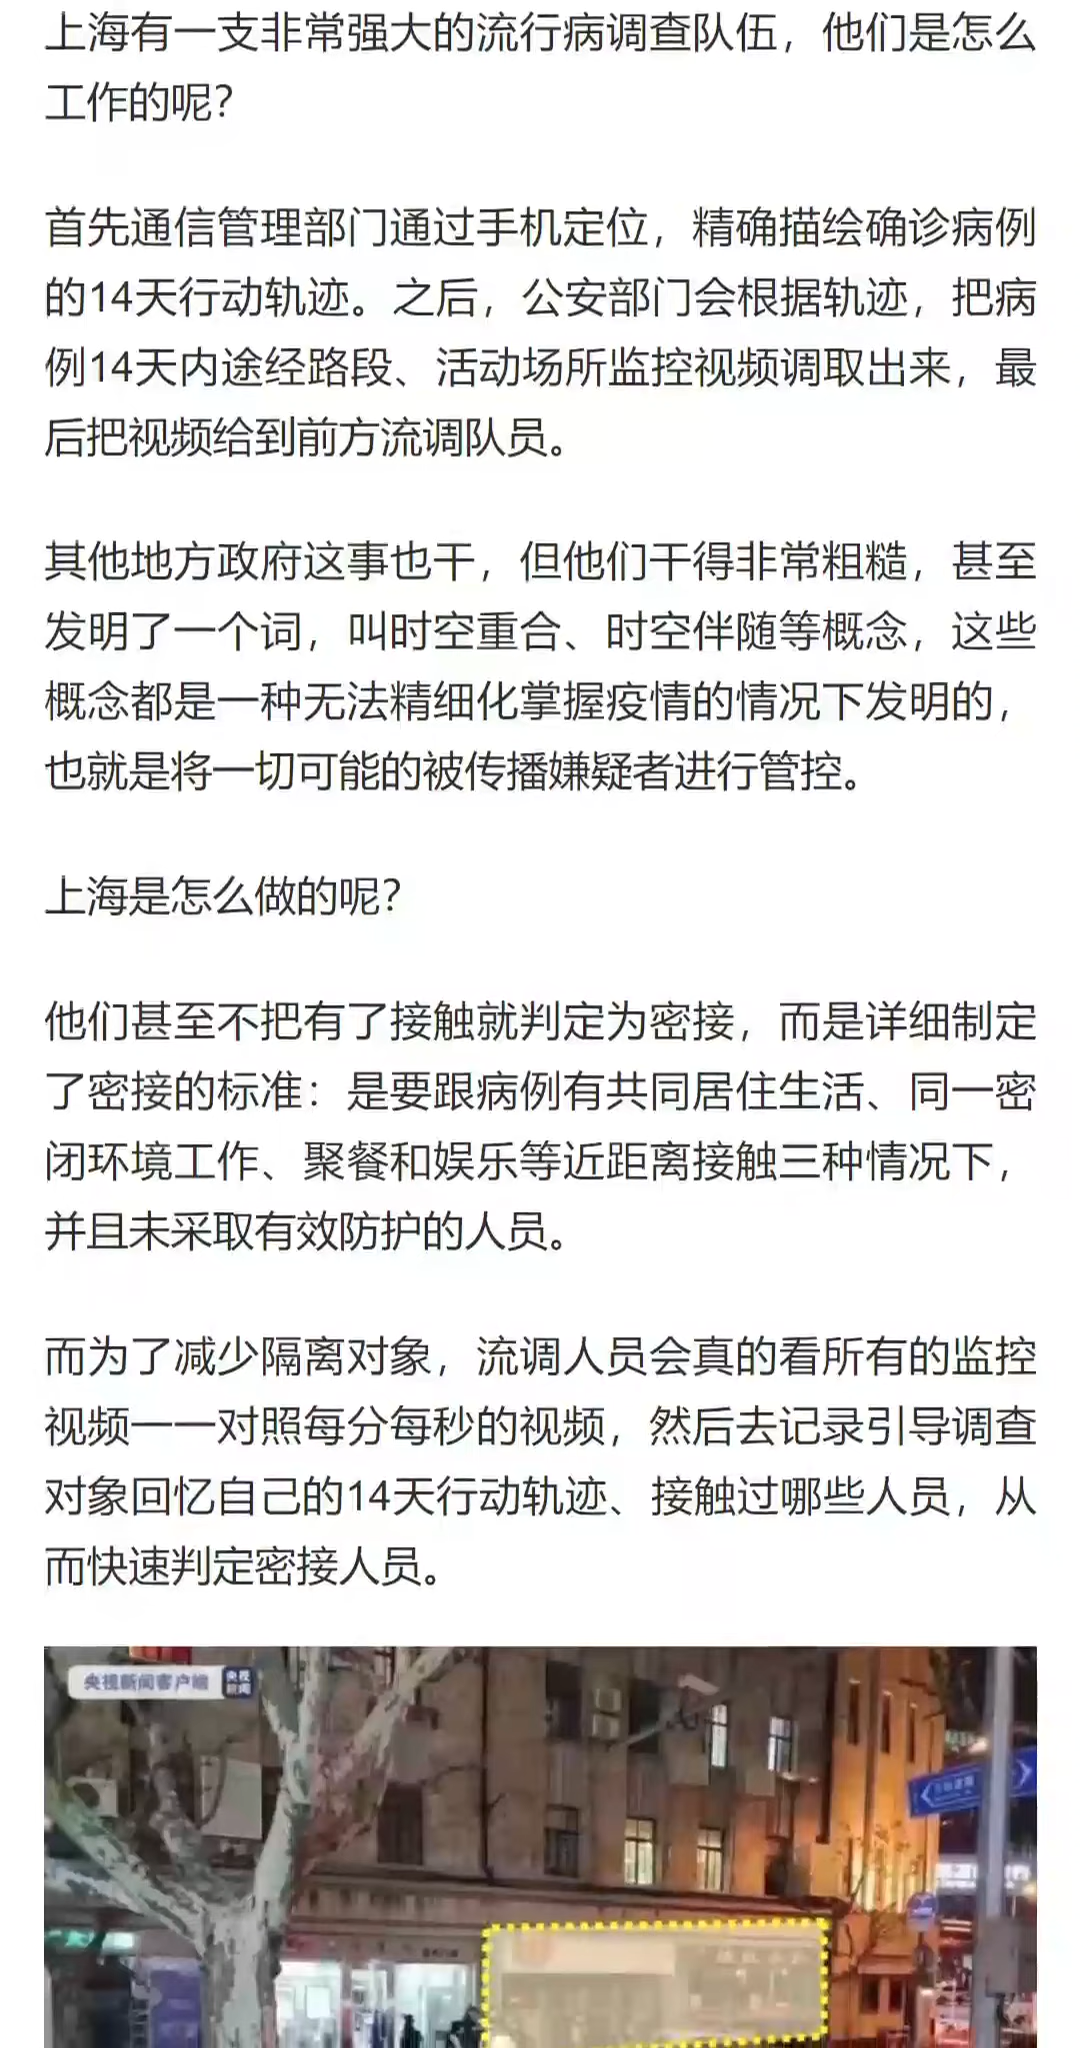 上海有一支非常强大的流行病调查队伍，他们是怎么
工作的呢？
首先通信管理部门通过手机定位，精确描绘确诊病例
的14天行动轨迹。之后，公安部门会根据轨迹，把病
例14天内途经路段、活动场所监控视频调取出来，最
后把视频给到前方流调队员。
其他地方政府这事也干，但他们干得非常粗糙，甚至
发明了一个词，叫时空重合、时空伴随等概念，这些
概念都是一种无法精细化掌握疫情的情况下发明的，
也就是将一切可能的被传播嫌疑者进行管控。
上海是怎么做的呢？
他们甚至不把有了接触就判定为密接，而是详细制定
了密接的标准：是要跟病例有共同居住生活、同一密
闭环境工作、聚餐和娱乐等近距离接触三种情况下，
并且未采取有效防护的人员。
而为了减少隔离对象，流调人员会真的看所有的监控
视频一一对照每分每秒的视频，然后去记录引导调查
对象回忆自己的14天行动轨迹、接触过哪些人员，从
而快速判定密接人员。
央视新闻客户端
央视
新闻